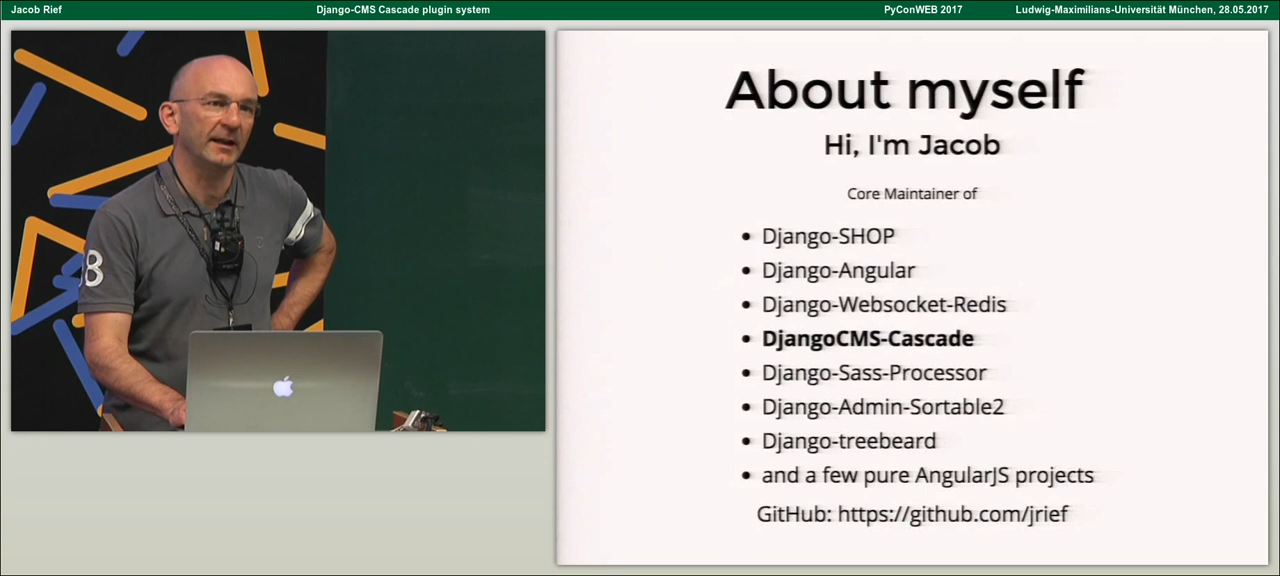 Jacob Rief
Django-CMS Cascade plugin system
PyConWEB 2017
Ludwig-Maximilians-Universität München, 28.05.2017
B
About myself
Hi, I'm Jacob
Core Maintainer of
• Django-SHOP
• Django-Angular
• Django-Websocket-Redis
• DjangoCMS-Cascade
• Django-Sass-Processor
• Django-Admin-Sortable2
• Django-treebeard
• and a few pure AngularJS projects
GitHub: https://github.com/jrief